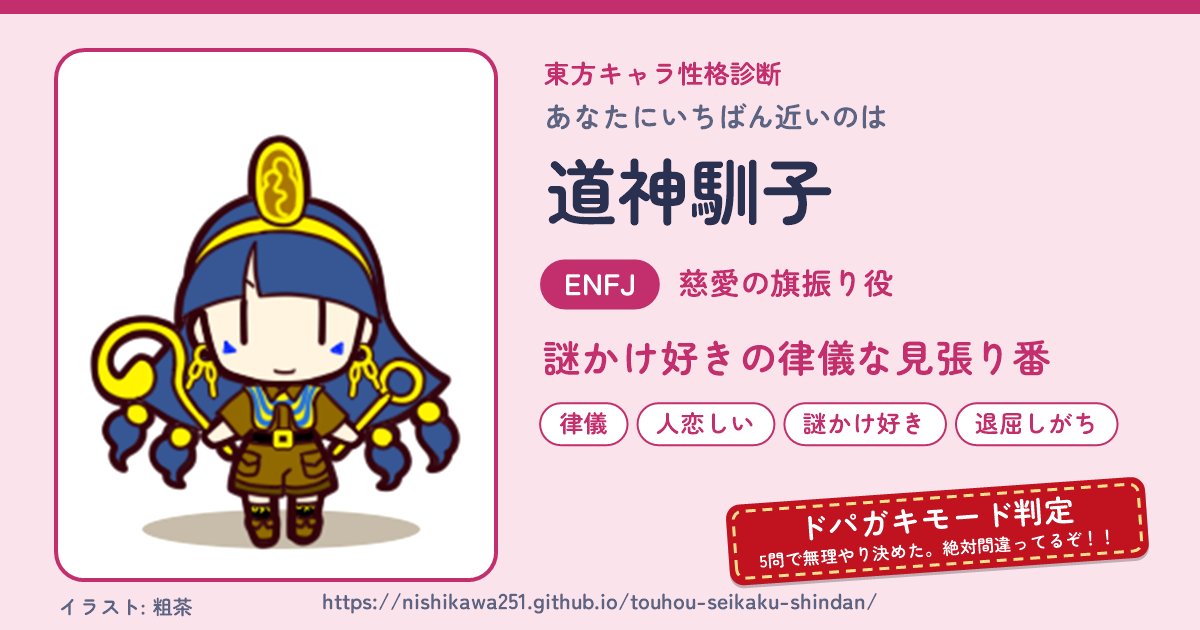 東方キャラ性格診断
あなたにいちばん近いのは
道神馴子
ENFJ 慈愛の旗振り役
謎かけ好きの律儀な見張り番
律儀 人恋しい 謎かけ好き 退屈しがち
ドパガキモード判定
5問で無理やり決めた。絶対間違ってるぞ！！
イラスト: 粗茶
https://nishikawa251.github.io/touhou-seikaku-shindan/